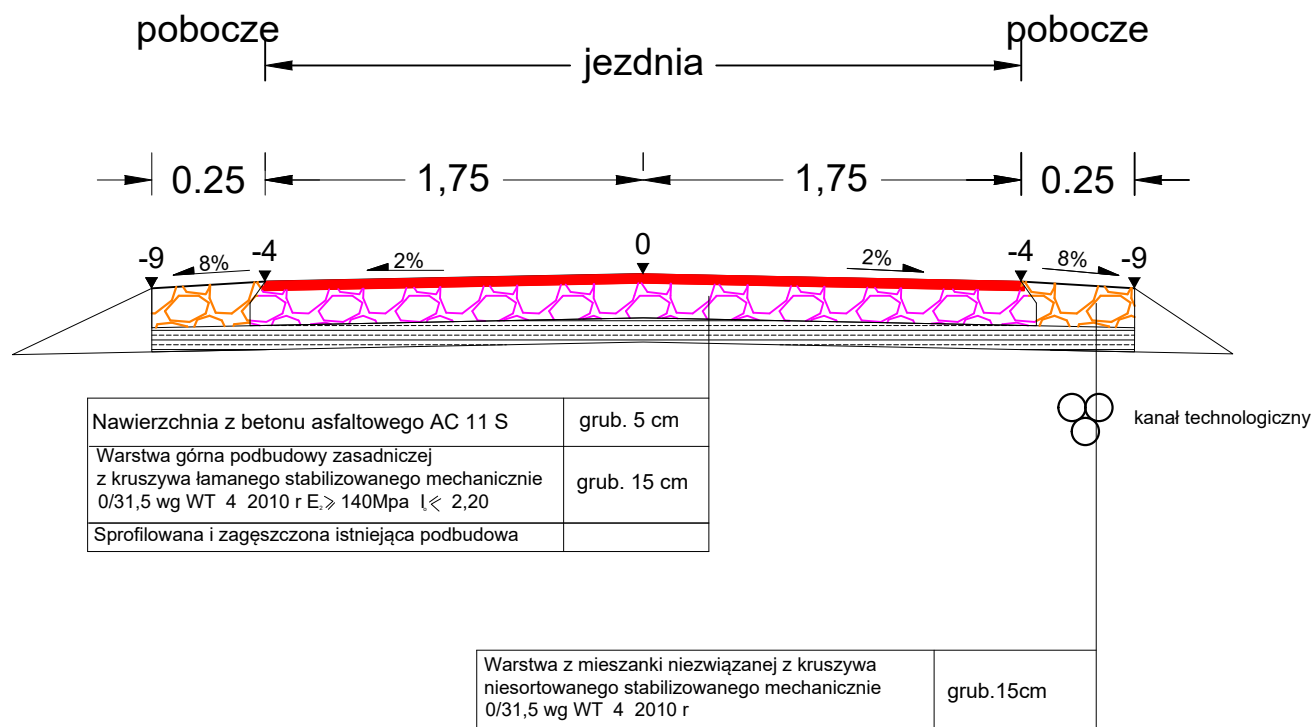 pobocze
pobocze
jezdnia
0.25
1,75
1,75
0.25
-9
8%
-4
2%
0
2%
-4
8%
-9
Nawierzchnia z betonu asfaltowego AC 11 S
grub. 5 cm
Warstwa górna podbudowy zasadniczej
z kruszywa łamanego stabilizowanego mechanicznie
0/31,5 wg WT 4 2010 r E₂ ⩾ 140Mpa I₀ ⩽ 2,20
grub. 15 cm
Sprofilowana i zagęszczona istniejąca podbudowa
kanał technologiczny
Warstwa z mieszanki niezwiązanej z kruszywa
niesortowanego stabilizowanego mechanicznie
0/31,5 wg WT 4 2010 r
grub.15cm